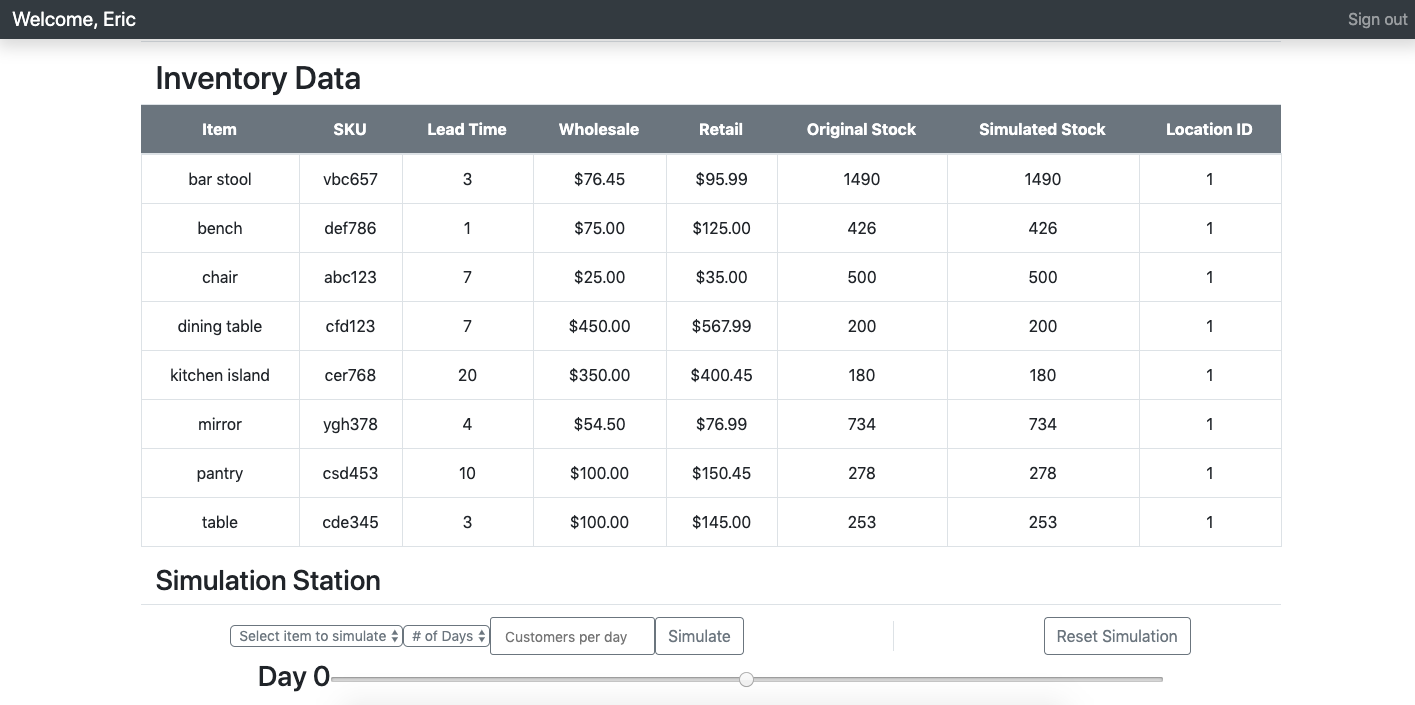 Welcome, Eric Sign out
Inventory Data
Item SKU Lead Time Wholesale Retail Original Stock Simulated Stock Location ID
bar stool vbc657 3 $76.45 $95.99 1490 1490 1
bench def786 1 $75.00 $125.00 426 426 1
chair abc123 7 $25.00 $35.00 500 500 1
dining table cfd123 7 $450.00 $567.99 200 200 1
kitchen island cer768 20 $350.00 $400.45 180 180 1
mirror ygh378 4 $54.50 $76.99 734 734 1
pantry csd453 10 $100.00 $150.45 278 278 1
table cde345 3 $100.00 $145.00 253 253 1
Simulation Station
Select item to simulate # of Days Customers per day Simulate Reset Simulation
Day 0